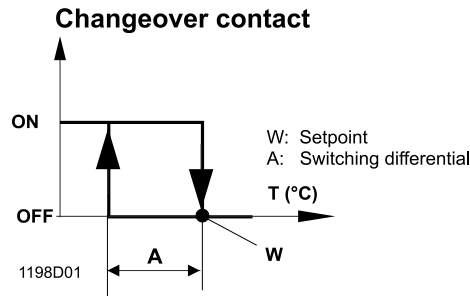 Changeover contact
ON
W: Setpoint
A: Switching differential
T (°C)
OFF
A
W
1198D01